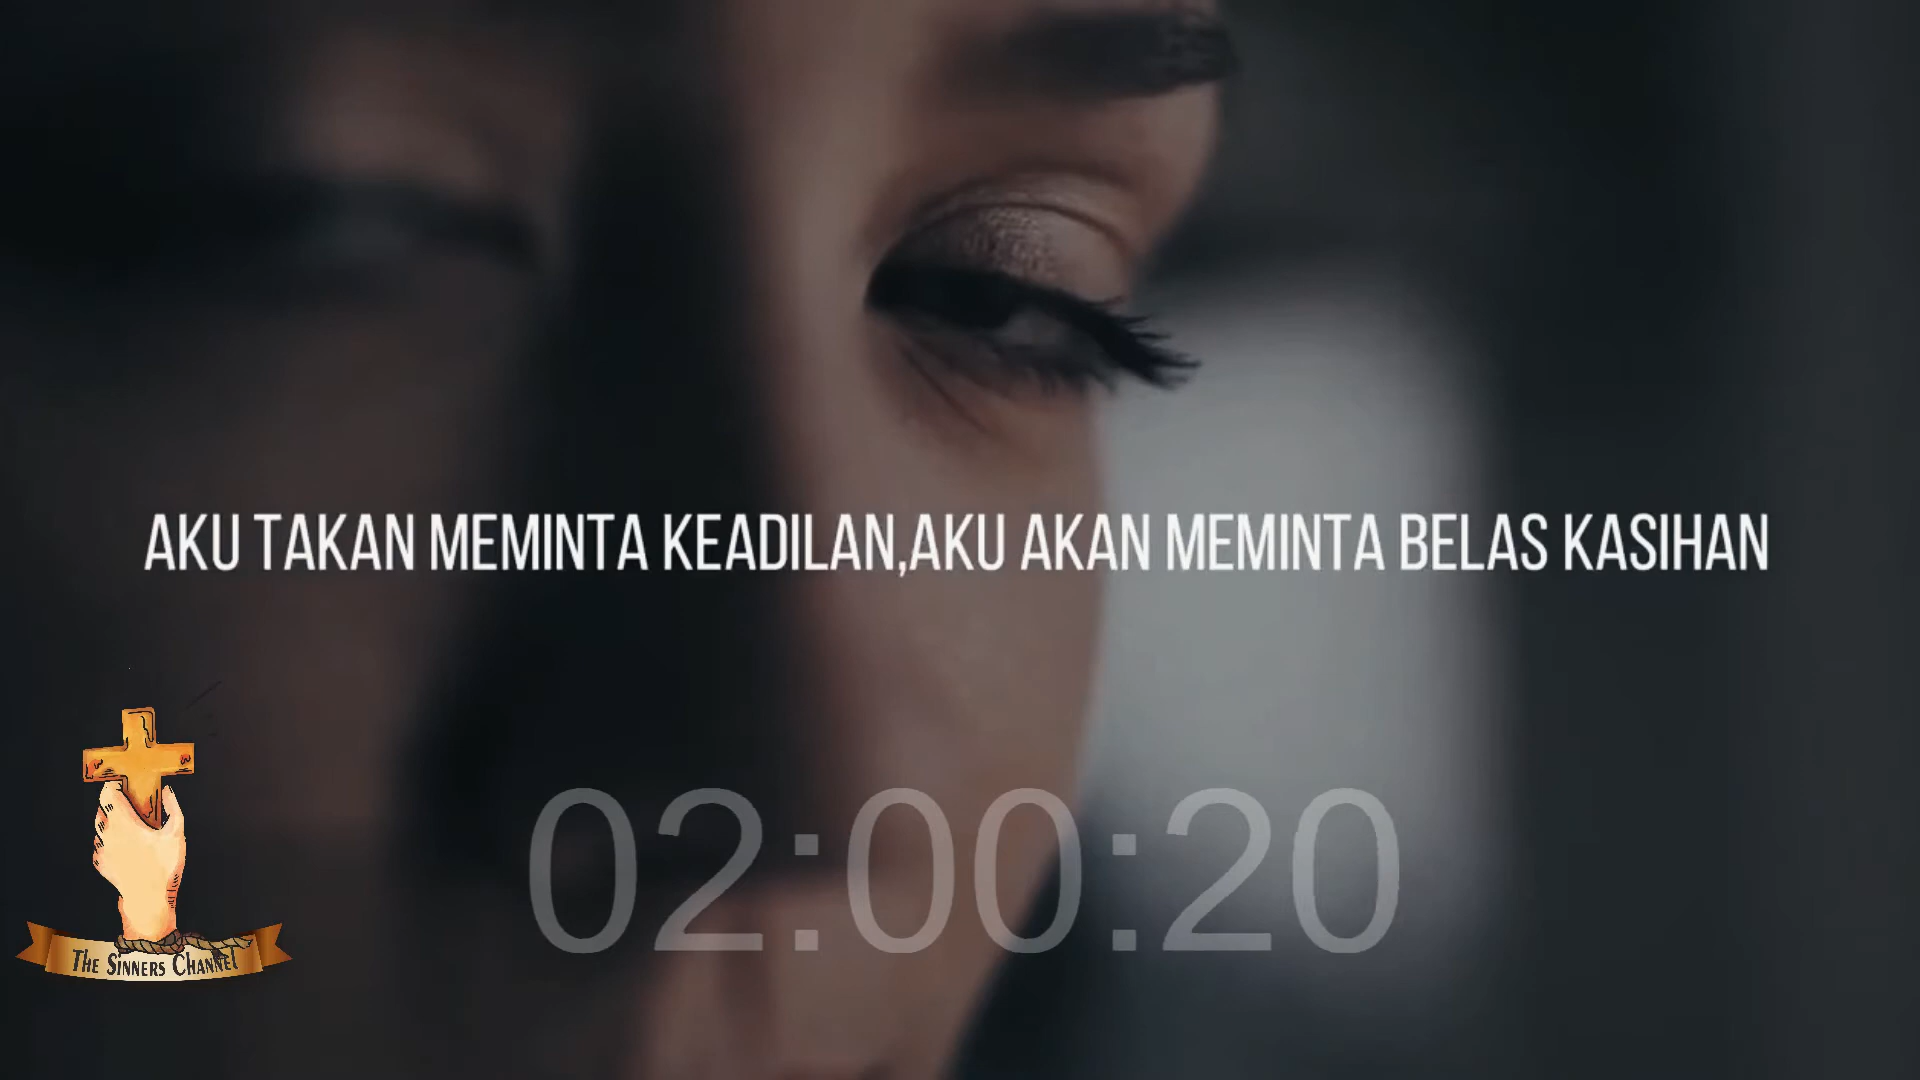 AKU TAKAN MEMINTA KEADILAN,AKU AKAN MEMINTA BELAS KASIHAN
02:00:20
THE SINNERS CHANNEL